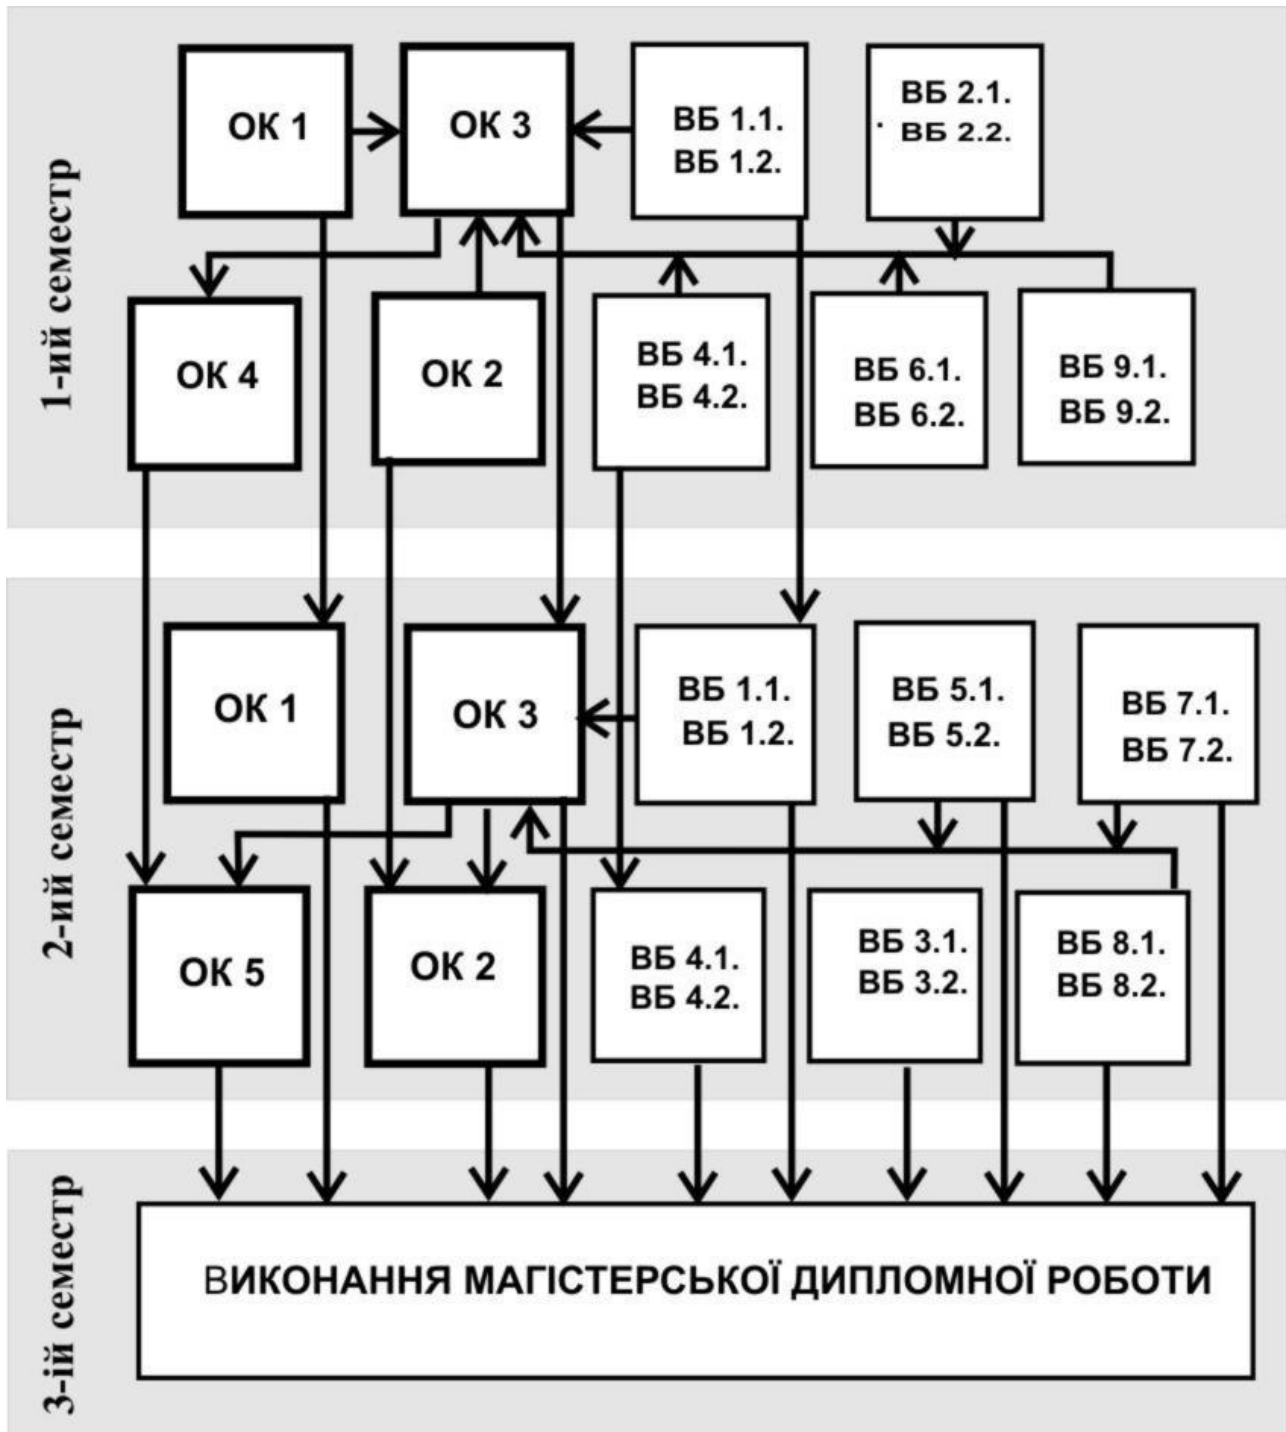 1-ий семестр
ОК 1
ОК 3
ВБ 1.1.
ВБ 1.2.
ВБ 2.1.
ВБ 2.2.
ОК 4
ОК 2
ВБ 4.1.
ВБ 4.2.
ВБ 6.1.
ВБ 6.2.
ВБ 9.1.
ВБ 9.2.
2-ий семестр
ОК 1
ОК 3
ВБ 1.1.
ВБ 1.2.
ВБ 5.1.
ВБ 5.2.
ВБ 7.1.
ВБ 7.2.
ОК 5
ОК 2
ВБ 4.1.
ВБ 4.2.
ВБ 3.1.
ВБ 3.2.
ВБ 8.1.
ВБ 8.2.
3-ій семестр
ВИКОНАННЯ МАГІСТЕРСЬКОЇ ДИПЛОМНОЇ РОБОТИ